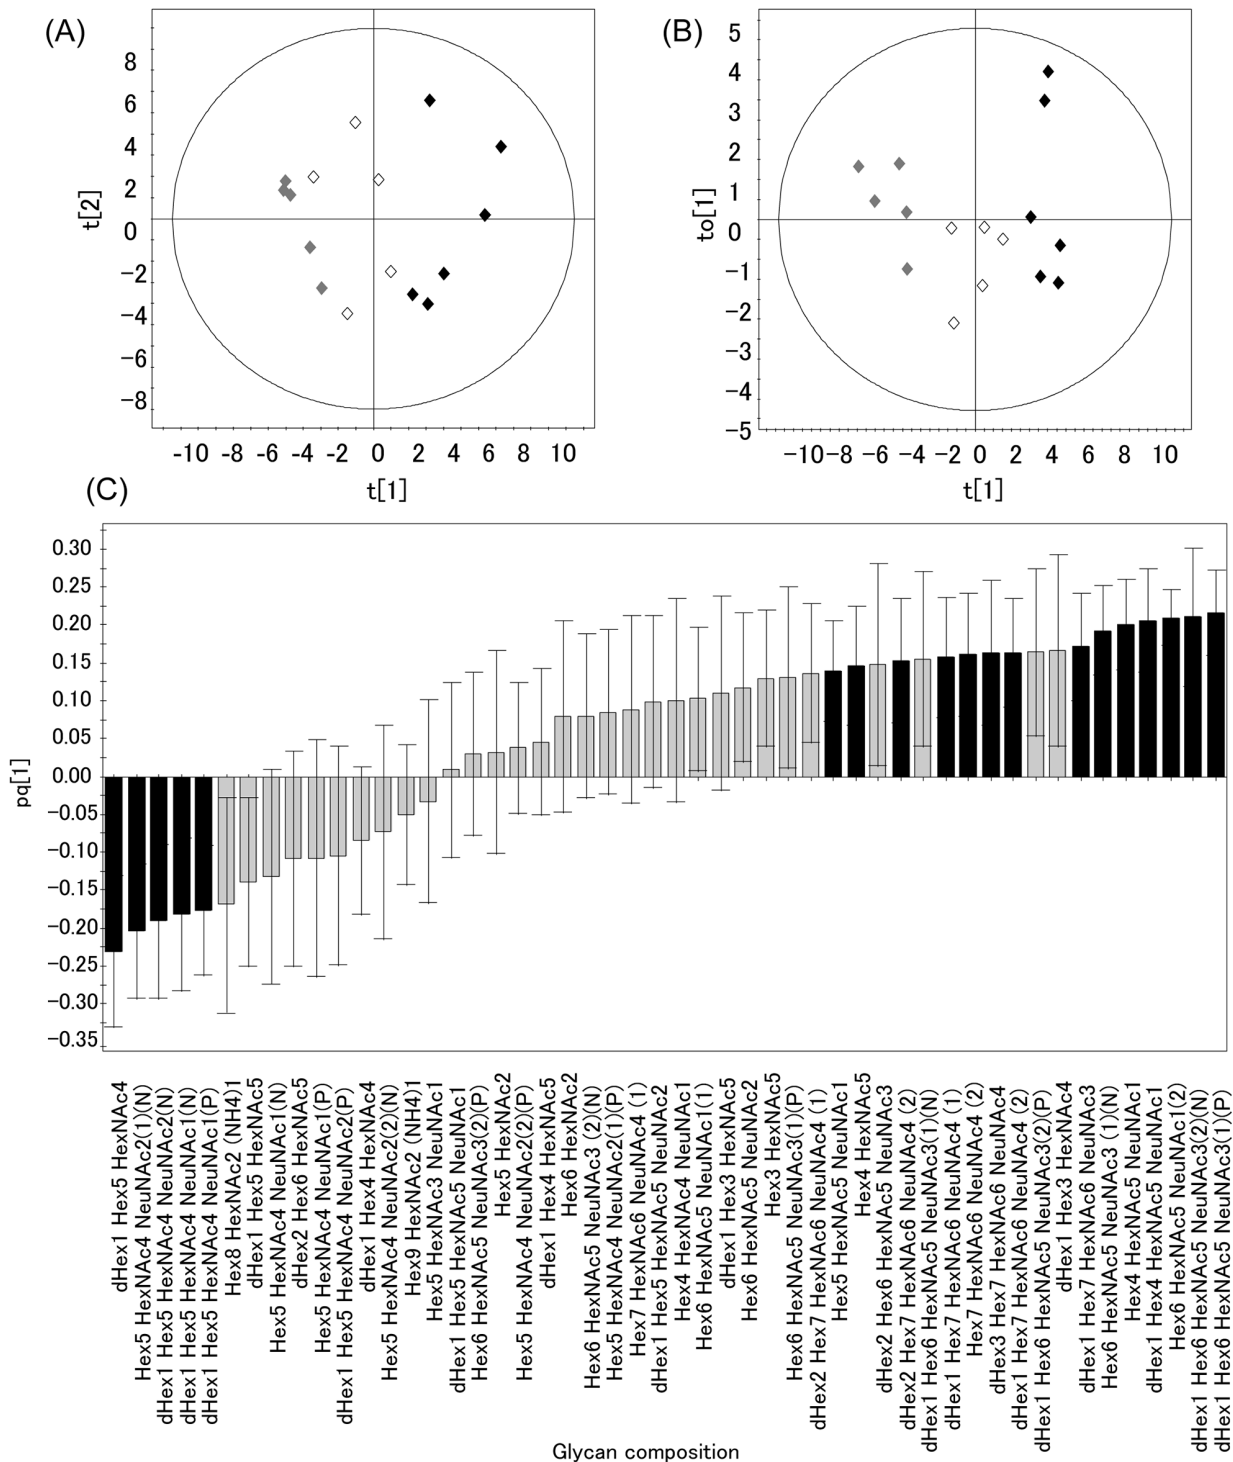 (A)
8
6
4
2
0
−2
−4
−6
−8
t[2]
-10 -8 -6 -4 -2 0 2 4 6 8 10
t[1]
(B)
5
4
3
2
1
0
−1
−2
−3
−4
−5
to[1]
-10 -8 -6 -4 -2 0 2 4 6 8 10
t[1]
(C)
0.30
0.25
0.20
0.15
0.10
0.05
0.00
−0.05
−0.10
−0.15
−0.20
−0.25
−0.30
−0.35
pq[1]
dHex1 Hex5 HexNAc4
Hex5 HexNAc4 NeuNAc2(1)(N)
dHex1 Hex5 HexNAc4 NeuNAc2(N)
dHex1 Hex5 HexNAc4 NeuNAc1(N)
dHex1 Hex5 HexNAc4 NeuNAc1(P)
Hex8 HexNAc2 (NH4)1
dHex1 Hex5 HexNAc5
Hex5 HexNAc4 NeuNAc1(N)
dHex2 Hex6 HexNAc5
Hex5 HexNAc4 NeuNAc1(P)
dHex1 Hex5 HexNAc4 NeuNAc2(P)
dHex1 Hex4 HexNAc4
Hex5 HexNAc4 NeuNAc2(2)(N)
Hex9 HexNAc2 (NH4)1
Hex5 HexNAc3 NeuNAc1
dHex1 Hex5 HexNAc5 NeuNAc1
Hex6 HexNAc5 NeuNAc3(2)(P)
Hex5 HexNAc2
Hex5 HexNAc4 NeuNAc2(2)(P)
dHex1 Hex4 HexNAc5
Hex6 HexNAc2
Hex6 HexNAc5 NeuNAc3 (2)(N)
Hex5 HexNAc4 NeuNAc2(1)(P)
Hex7 HexNAc6 NeuNAc4 (1)
dHex1 Hex5 HexNAc5 NeuNAc2
Hex4 HexNAc4 NeuNAc1
Hex6 HexNAc5 NeuNAc1(1)
dHex1 Hex3 HexNAc5
Hex6 HexNAc5 NeuNAc2
Hex3 HexNAc5
Hex6 HexNAc5 NeuNAc3(1)(P)
dHex2 Hex7 HexNAc6 NeuNAc4 (1)
Hex5 HexNAc5 NeuNAc1
Hex4 HexNAc5
dHex2 Hex6 HexNAc5 NeuNAc3
dHex2 Hex7 HexNAc6 NeuNAc4 (2)
dHex1 Hex6 HexNAc5 NeuNAc3(1)(N)
dHex1 Hex7 HexNAc6 NeuNAc4 (1)
Hex7 HexNAc6 NeuNAc4 (2)
dHex3 Hex7 HexNAc6 NeuNAc4
dHex1 Hex7 HexNAc6 NeuNAc4 (2)
dHex1 Hex6 HexNAc5 NeuNAc3(2)(P)
dHex1 Hex3 HexNAc4
dHex1 Hex7 HexNAc6 NeuNAc3
Hex6 HexNAc5 NeuNAc3 (1)(N)
Hex4 HexNAc5 NeuNAc1
dHex1 Hex4 HexNAc5 NeuNAc1
Hex6 HexNAc5 NeuNAc1(2)
dHex1 Hex6 HexNAc5 NeuNAc3(2)(N)
dHex1 Hex6 HexNAc5 NeuNAc3(1)(P)
Glycan composition